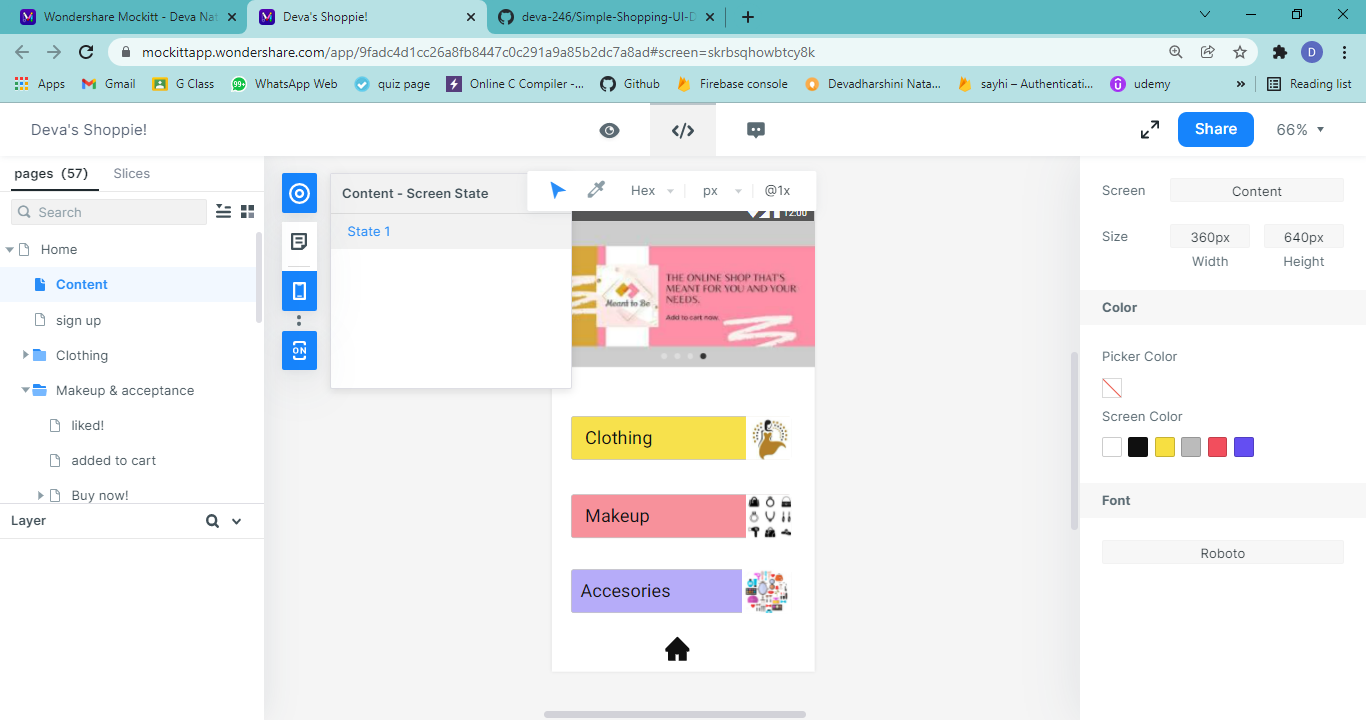 Wondershare Mockitt - Deva Nat
Deva's Shoppie!
deva-246/Simple-Shopping-UI-D
mockittapp.wondershare.com/app/9fadc4d1cc26a8fb8447c0c291a9a85b2dc7a8ad#screen=skrbsqhowbtcy8k
D
Apps
Gmail
G Class
99+
WhatsApp Web
quiz page
Online C Compiler -...
Github
Firebase console
Devadharshini Nata...
sayhi – Authenticati...
udemy
»
Reading list
Deva's Shoppie!
</>
Share
66%
pages (57)
Slices
Search
Home
Content
sign up
Clothing
Makeup & acceptance
liked!
added to cart
Buy now!
Layer
ON
Content - Screen State
State 1
Hex
px
@1x
12:00
Meant to Be
THE ONLINE SHOP THAT'S
MEANT FOR YOU AND YOUR
NEEDS.
Add to cart now.
Clothing
Makeup
Accesories
Screen
Content
Size
360px
640px
Width
Height
Color
Picker Color
Screen Color
Font
Roboto